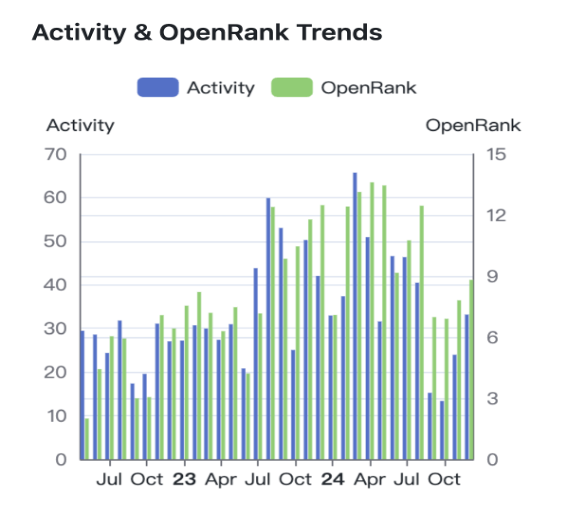 Activity & OpenRank Trends
Activity OpenRank
Activity OpenRank
70 15
60 12
50 9
40 6
30 3
20 0
10
0
Jul Oct 23 Apr Jul Oct 24 Apr Jul Oct